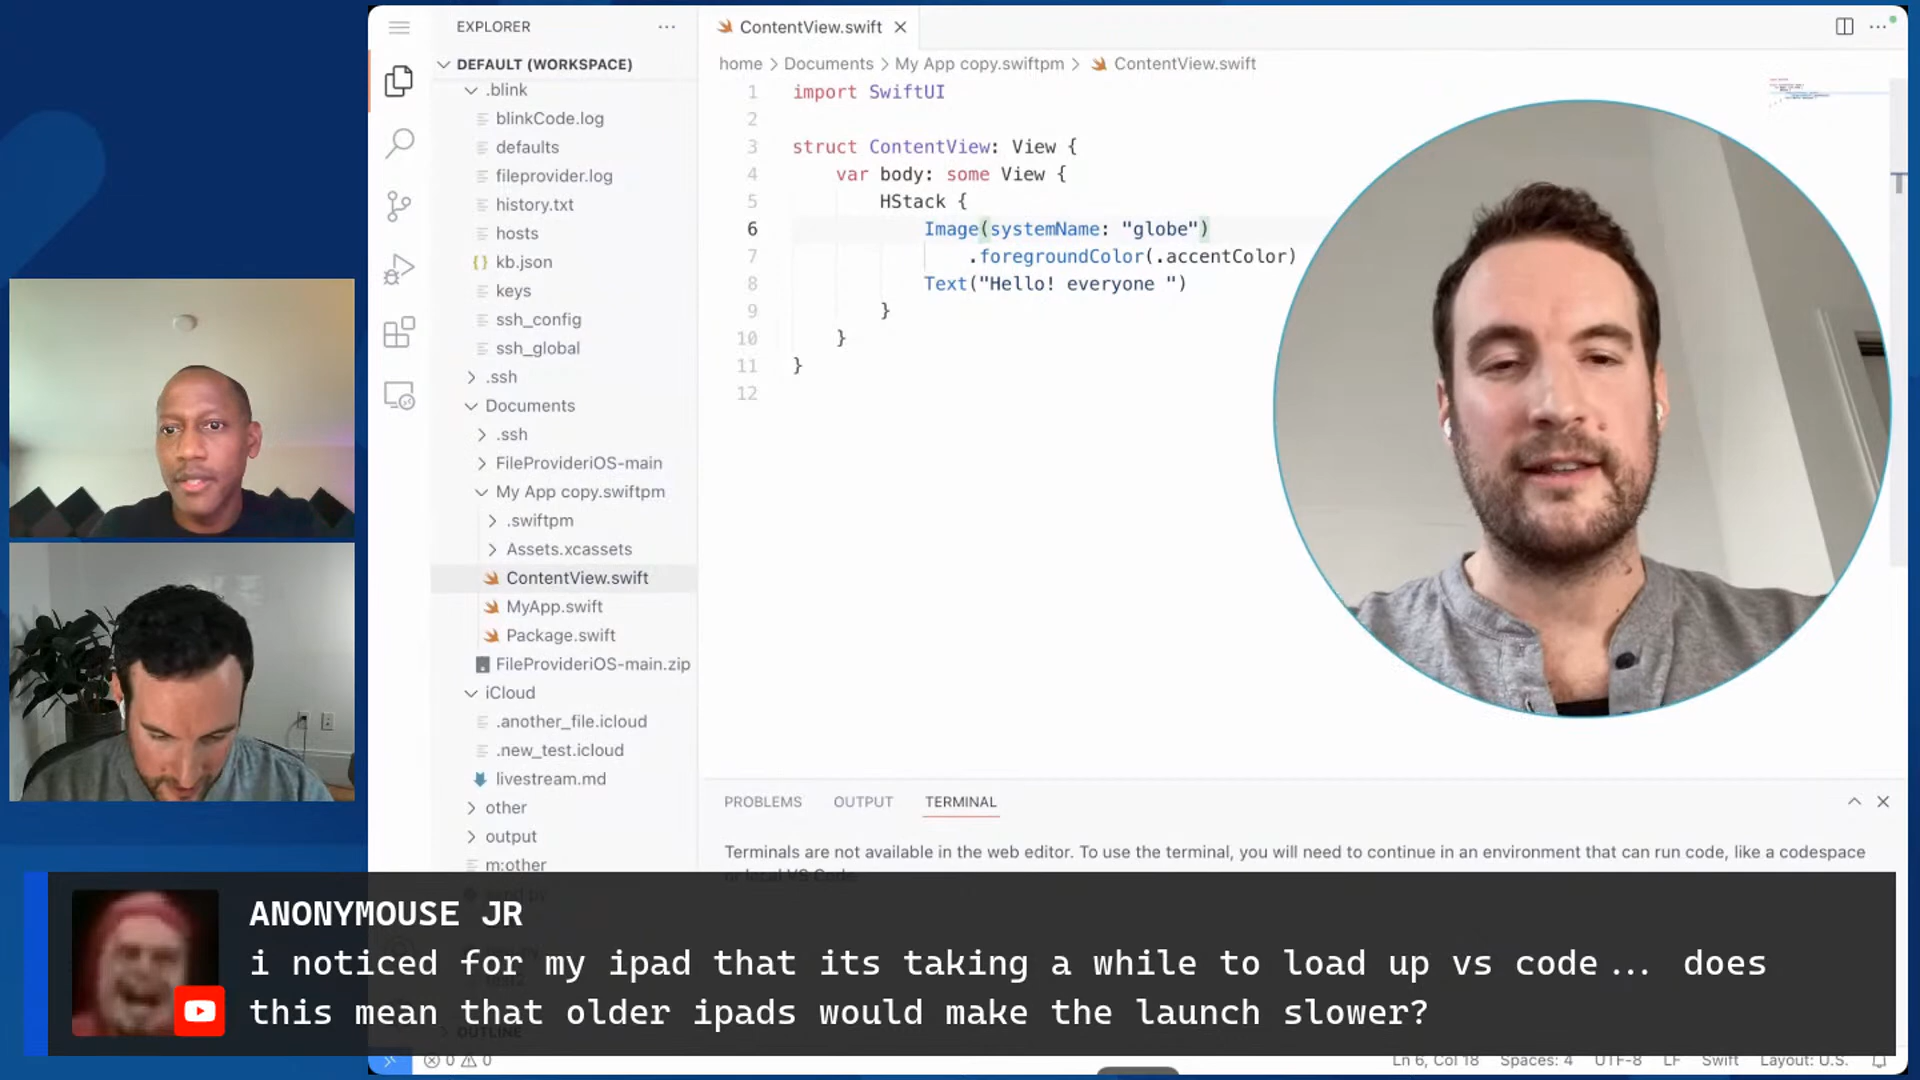 EXPLORER
DEFAULT (WORKSPACE)
.blink
blinkCode.log
defaults
fileprovider.log
history.txt
hosts
kb.json
keys
ssh_config
ssh_global
.ssh
Documents
.ssh
FileProvideriOS-main
My App copy.swiftpm
.swiftpm
Assets.xcassets
ContentView.swift
MyApp.swift
Package.swift
FileProvideriOS-main.zip
iCloud
.another_file.icloud
.new_test.icloud
livestream.md
other
output
m:other
OUTLINE
ContentView.swift
home > Documents > My App copy.swiftpm > ContentView.swift
1 import SwiftUI
2
3 struct ContentView: View {
4 var body: some View {
5 HStack {
6 Image(systemName: "globe")
7 .foregroundColor(.accentColor)
8 Text("Hello! everyone ")
9 }
10 }
11 }
12
PROBLEMS OUTPUT TERMINAL
Terminals are not available in the web editor. To use the terminal, you will need to continue in an environment that can run code, like a codespace
or local VS Code.
ANONYMOUSE JR
i noticed for my ipad that its taking a while to load up vs code... does
this mean that older ipads would make the launch slower?
0 0
Ln 6, Col 18 Spaces: 4 UTF-8 LF Swift Layout: U.S.